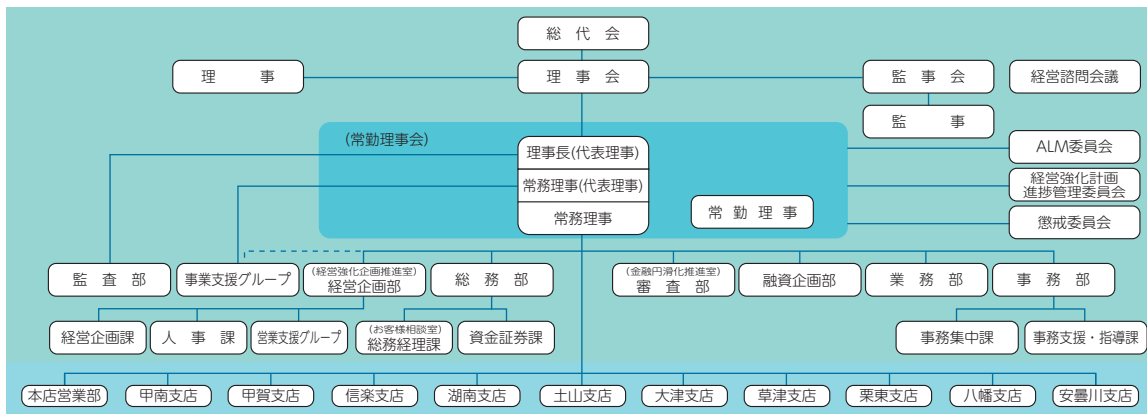 総代会
理事
理事会
監事会
経営諮問会議
監事
(常勤理事会)
理事長(代表理事)
ALM委員会
常務理事(代表理事)
経営強化計画
進捗管理委員会
常勤理事
常務理事
懲戒委員会
監査部
事業支援グループ
(経営強化企画推進室)
経営企画部
総務部
(金融円滑化推進室)
審査部
融資企画部
業務部
事務部
経営企画課
人事課
営業支援グループ
(お客様相談室)
総務経理課
資金証券課
事務集中課
事務支援・指導課
本店営業部
甲南支店
甲賀支店
信楽支店
湖南支店
土山支店
大津支店
草津支店
栗東支店
八幡支店
安曇川支店